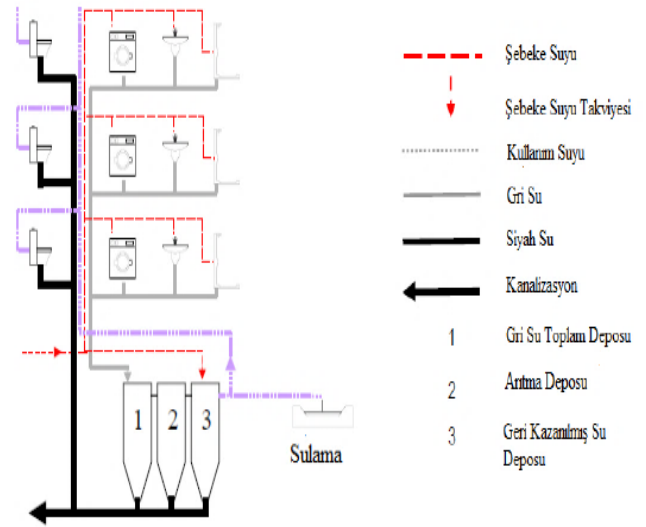 Şebeke Suyu
Şebeke Suyu Takviyesi
Kullanım Suyu
Gri Su
Siyah Su
Kanalizasyon
1 Gri Su Toplam Deposu
2 Arıtma Deposu
3 Geri Kazanılmış Su
Deposu
1 2 3
Sulama